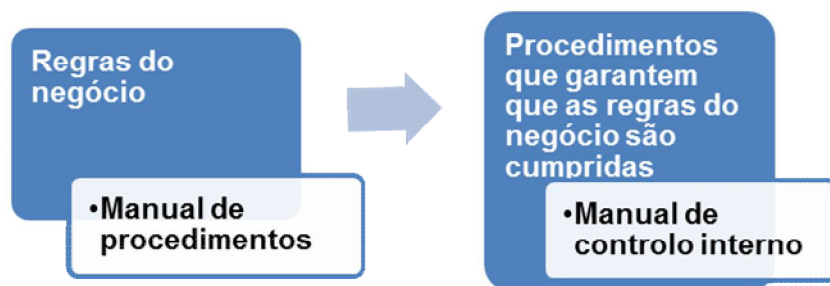 Regras do
negócio
•Manual de
procedimentos
Procedimentos
que garantem
que as regras do
negócio são
cumpridas
•Manual de
controlo interno